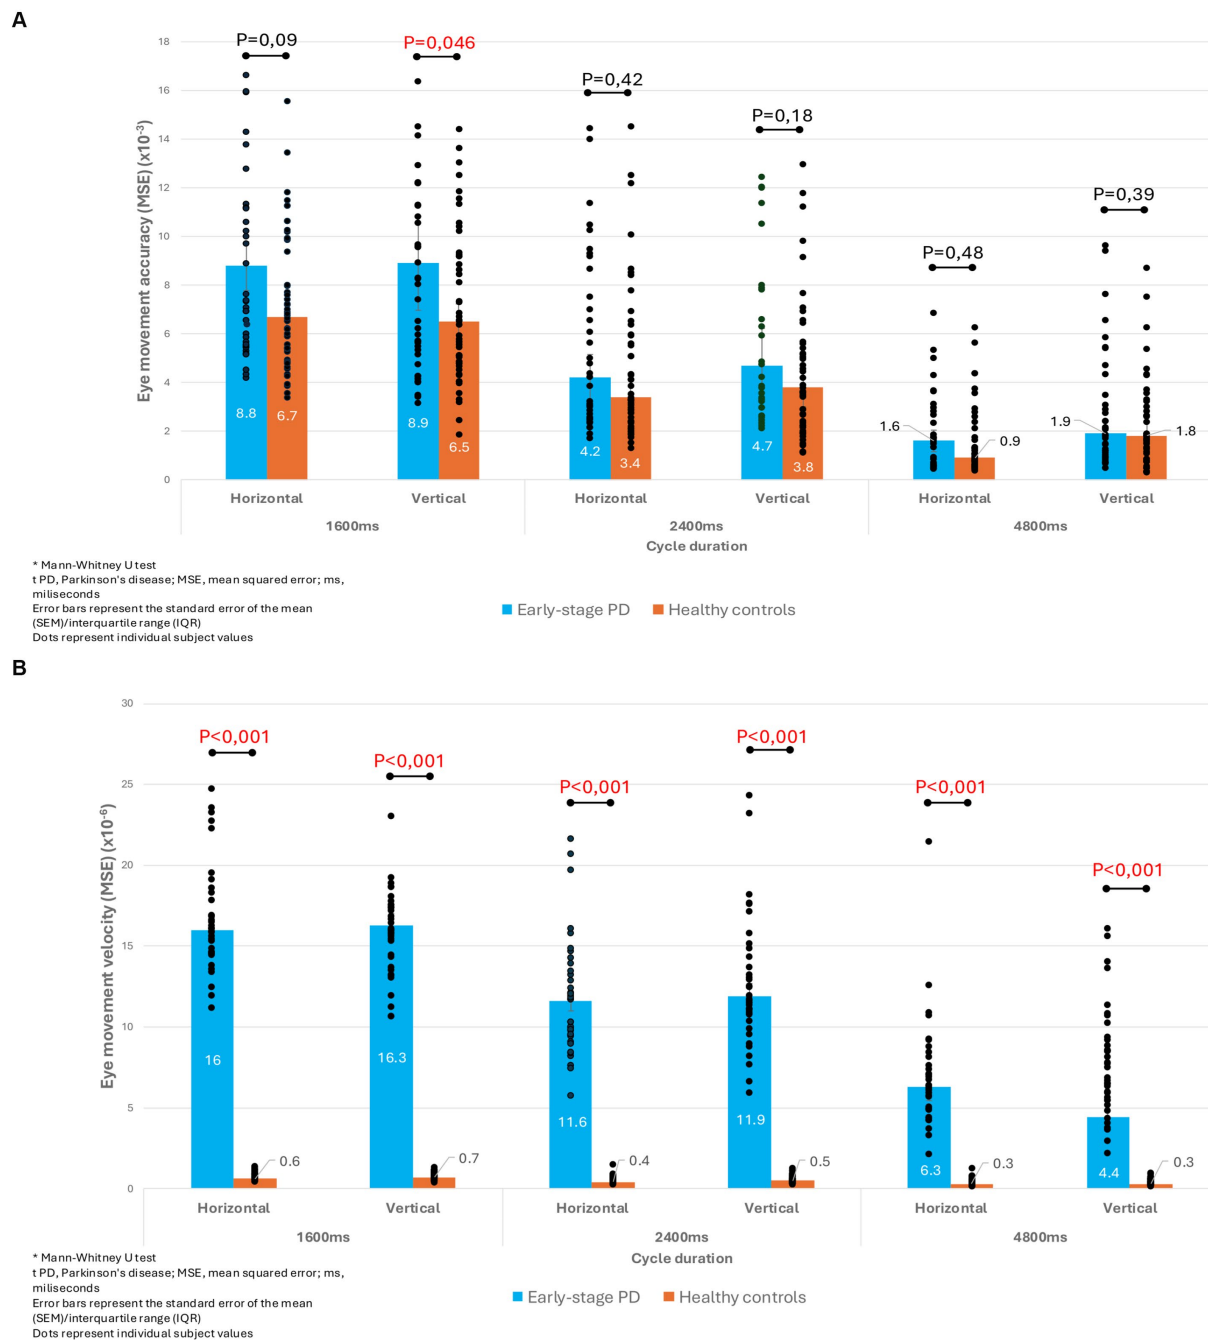 A
P=0,09
P=0,046
P=0,42
P=0,18
P=0,48
P=0,39
Eye movement accuracy (MSE) (x10⁻³)
18
16
14
12
10
8
6
4
2
0
8.8
6.7
8.9
6.5
4.2
3.4
4.7
3.8
1.6
0.9
1.9
1.8
Horizontal Vertical Horizontal Vertical Horizontal Vertical
1600ms 2400ms 4800ms
Cycle duration
* Mann-Whitney U test
t PD, Parkinson's disease; MSE, mean squared error; ms,
miliseconds
Error bars represent the standard error of the mean
(SEM)/interquartile range (IQR)
Dots represent individual subject values
Early-stage PD Healthy controls
B
P<0,001
P<0,001
P<0,001
P<0,001
P<0,001
P<0,001
Eye movement velocity (MSE) (x10⁻⁶)
30
25
20
15
10
5
0
16
0.6
16.3
0.7
11.6
0.4
11.9
0.5
6.3
0.3
4.4
0.3
Horizontal Vertical Horizontal Vertical Horizontal Vertical
1600ms 2400ms 4800ms
Cycle duration
* Mann-Whitney U test
t PD, Parkinson's disease; MSE, mean squared error; ms,
miliseconds
Error bars represent the standard error of the mean
(SEM)/interquartile range (IQR)
Dots represent individual subject values
Early-stage PD Healthy controls